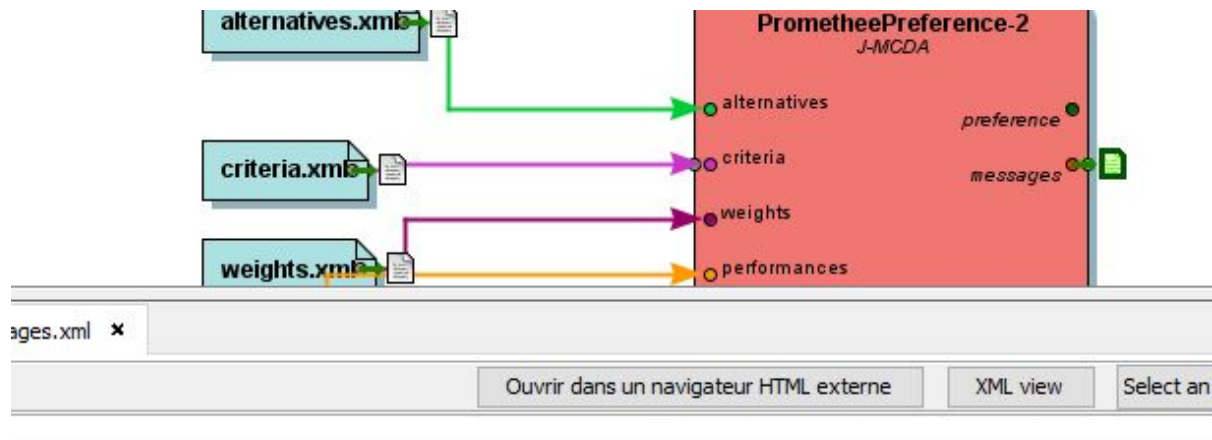 alternatives.xml
PrometheePreference-2
J-MCDA
alternatives
preference
criteria.xml
criteria
messages
weights
weights.xml
performances
ages.xml ×
Ouvrir dans un navigateur HTML externe
XML view
Select an